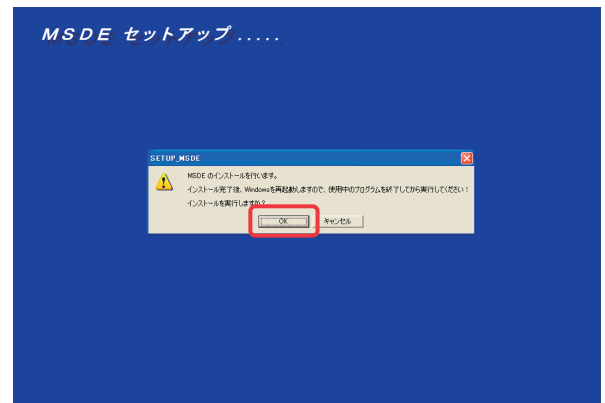 MSDE セットアップ .....
SETUP_MSDE
MSDE のインストールを行います。
インストール完了後、Windowsを再起動しますので、使用中のプログラムを終了してから実行してください！
インストールを実行しますか？
OK
キャンセル